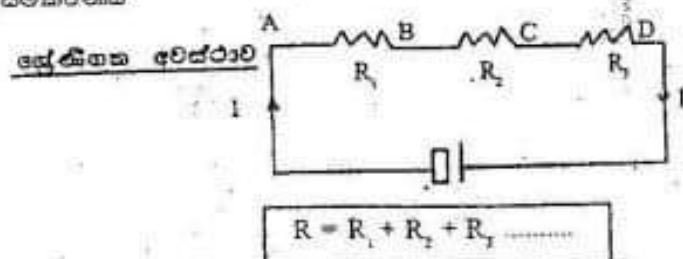 A B C D
ශ්‍රේණිගත අවස්ථාව
R₁ R₂ R₃
I I
R = R₁ + R₂ + R₃ .........